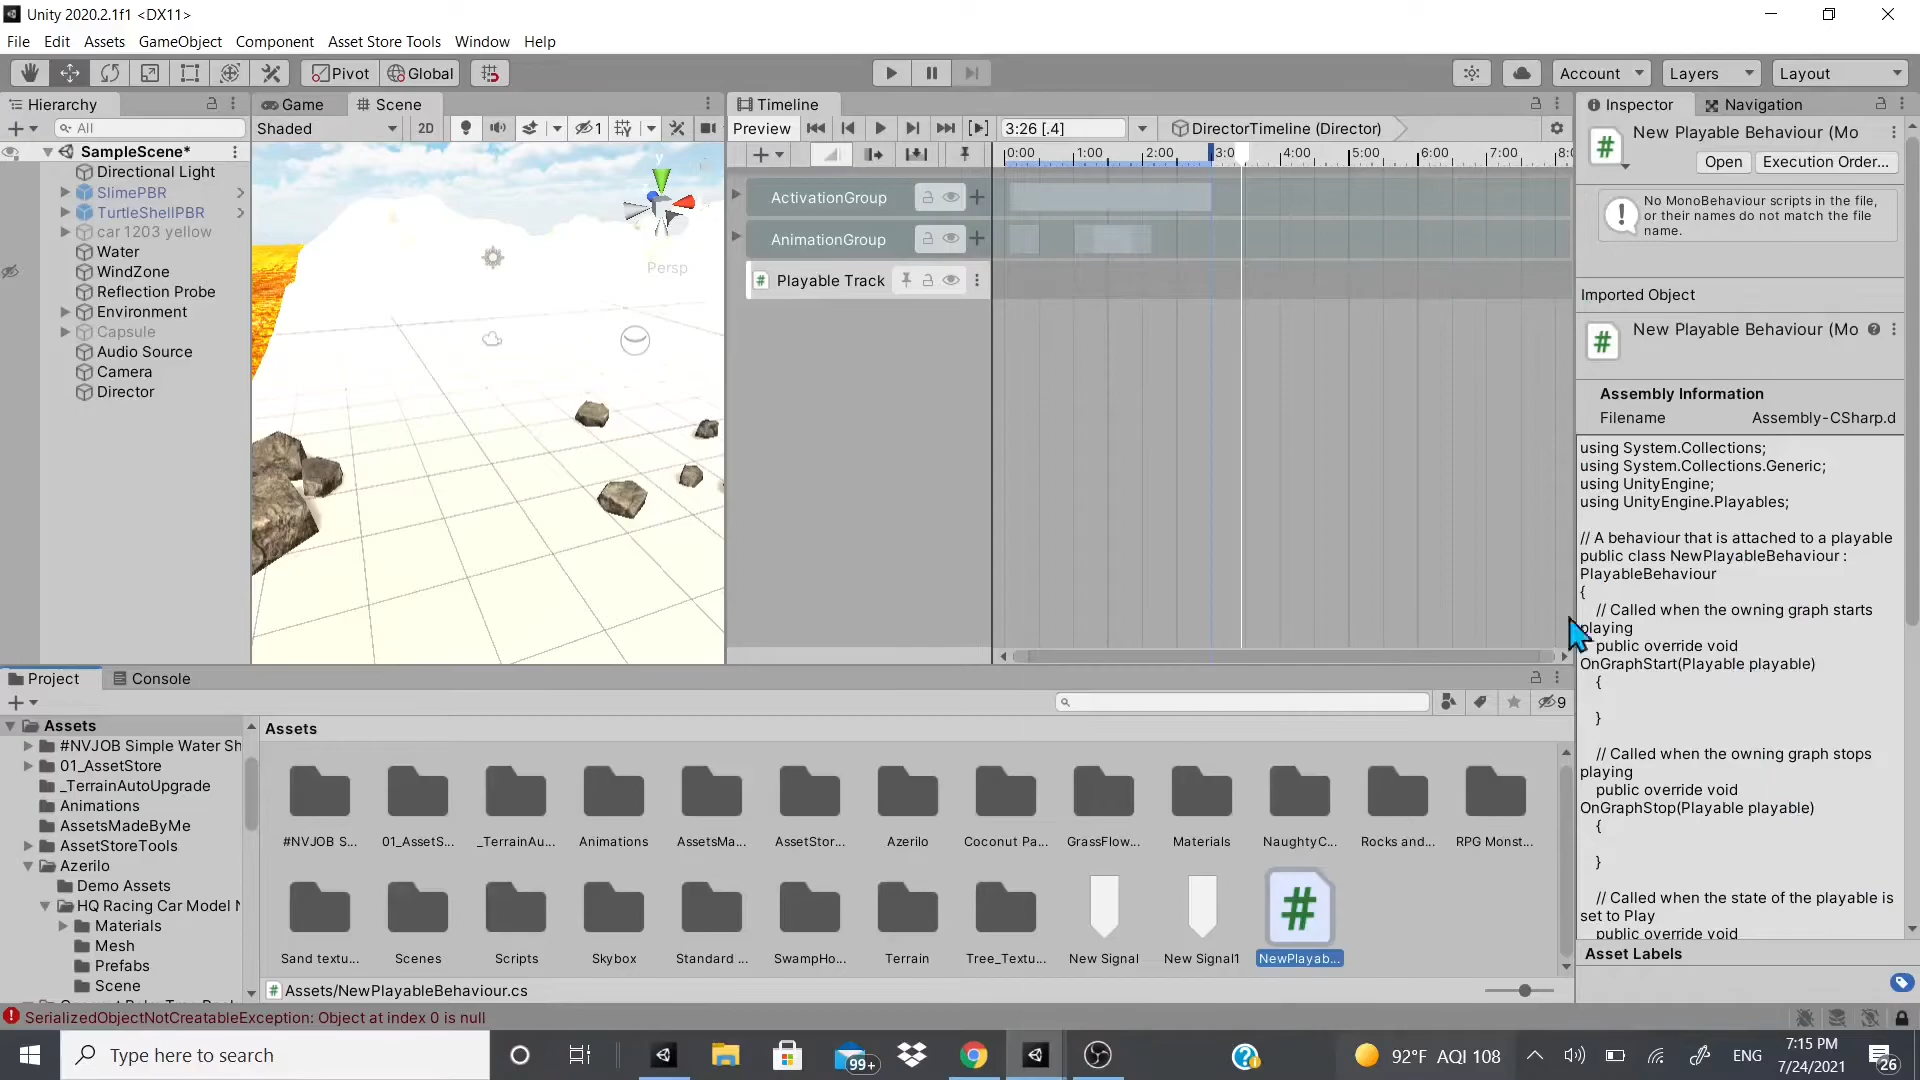 Unity 2020.2.1f1 <DX11>
File Edit Assets GameObject Component Asset Store Tools Window Help
Pivot Global Account Layers Layout
Hierarchy
All
SampleScene*
Directional Light
SlimePBR
TurtleShellPBR
car 1203 yellow
Water
WindZone
Reflection Probe
Environment
Capsule
Audio Source
Camera
Director
Game Scene
Shaded 2D 1
y
Persp
Timeline
Preview 3:26 [.4] DirectorTimeline (Director)
0:00 1:00 2:00 3:0 4:00 5:00 6:00 7:00 8:0
ActivationGroup
AnimationGroup
Playable Track
Inspector Navigation
New Playable Behaviour (Mo
Open Execution Order...
No MonoBehaviour scripts in the file,
or their names do not match the file
name.
Imported Object
New Playable Behaviour (Mo
Assembly Information
Filename Assembly-CSharp.d
using System.Collections;
using System.Collections.Generic;
using UnityEngine;
using UnityEngine.Playables;
// A behaviour that is attached to a playable
public class NewPlayableBehaviour :
PlayableBehaviour
{
// Called when the owning graph starts
playing
public override void
OnGraphStart(Playable playable)
{
}
// Called when the owning graph stops
playing
public override void
OnGraphStop(Playable playable)
{
}
// Called when the state of the playable is
set to Play
public override void
Asset Labels
Project Console
9
Assets
#NVJOB Simple Water Sh
01_AssetStore
_TerrainAutoUpgrade
Animations
AssetsMadeByMe
AssetStoreTools
Azerilo
Demo Assets
HQ Racing Car Model N
Materials
Mesh
Prefabs
Scene
Assets
#NVJOB S... 01_AssetS... _TerrainAu... Animations AssetsMa... AssetStor... Azerilo Coconut Pa... GrassFlow... Materials NaughtyC... Rocks and... RPG Monst...
Sand textu... Scenes Scripts Skybox Standard ... SwampHo... Terrain Tree_Textu... New Signal New Signal1 NewPlayab...
Assets/NewPlayableBehaviour.cs
SerializedObjectNotCreatableException: Object at index 0 is null
Type here to search
99+
92°F AQI 108
ENG
7:15 PM
7/24/2021
26